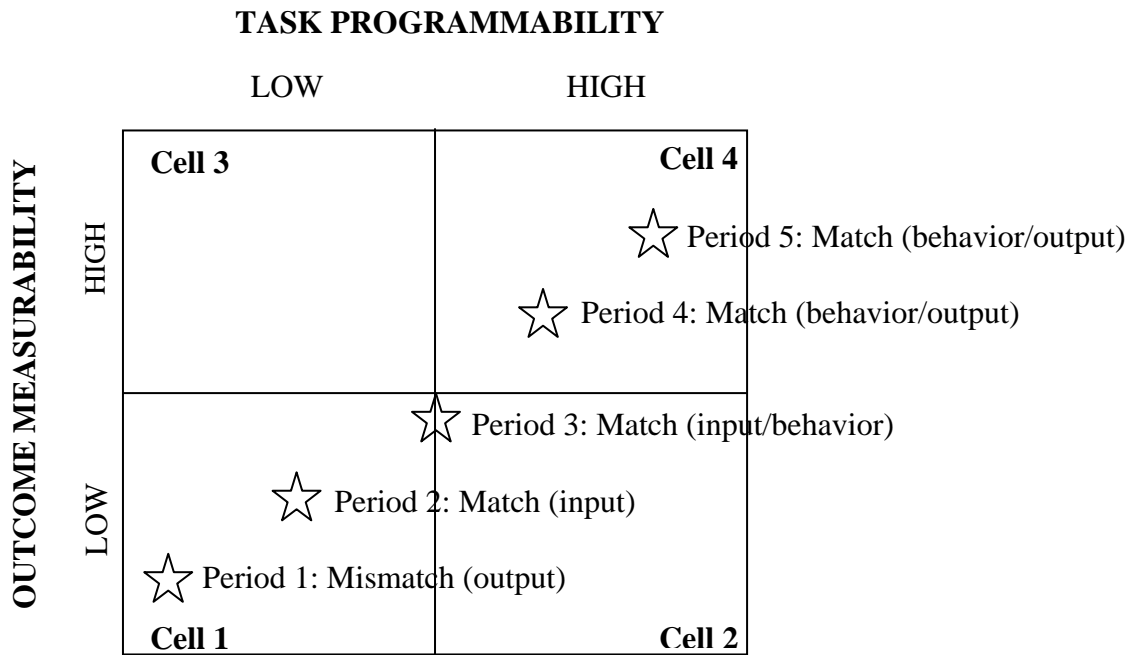 TASK PROGRAMMABILITY
LOW HIGH
OUTCOME MEASURABILITY
HIGH
LOW
Cell 3 Cell 4
Period 5: Match (behavior/output)
Period 4: Match (behavior/output)
Period 3: Match (input/behavior)
Period 2: Match (input)
Period 1: Mismatch (output)
Cell 1 Cell 2